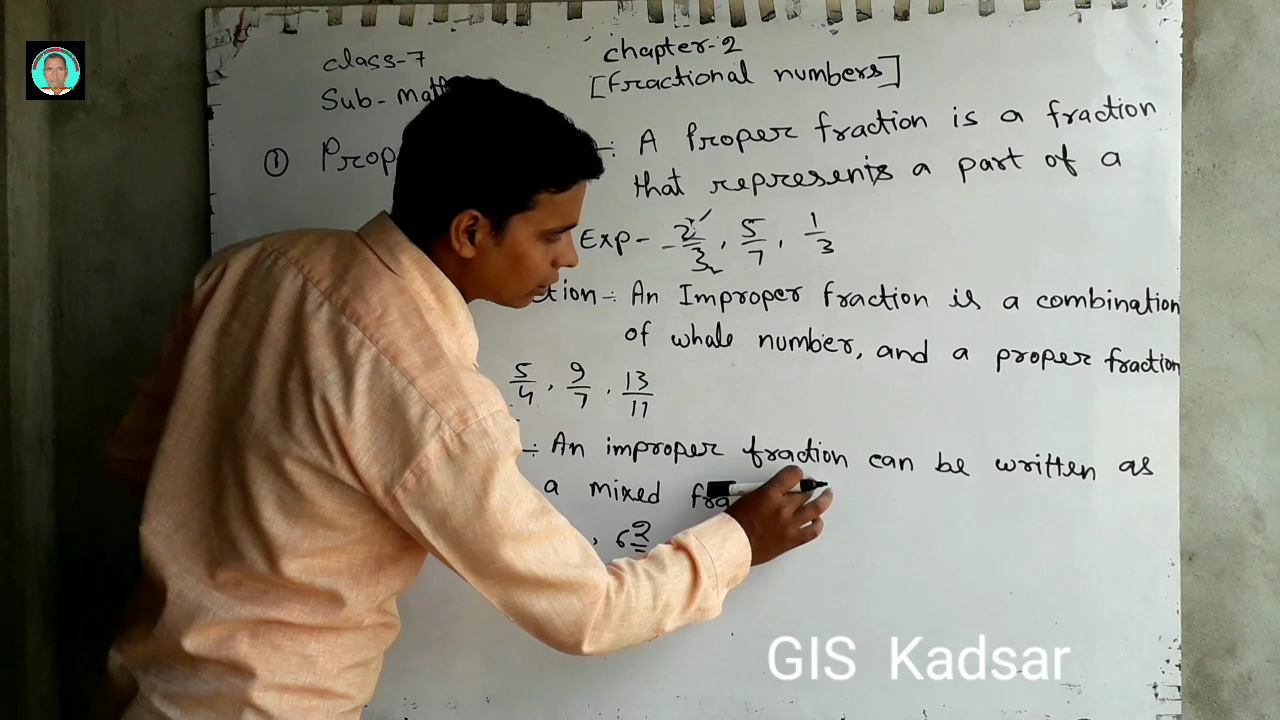 class-7 chapter-2
Sub- math [Fractional numbers]
① Prop -: A Proper fraction is a fraction
that represents a part of a
Exp- 2/3, 5/7, 1/3
tion -: An Improper fraction is a combination
of whole number, and a proper fraction
5/4, 9/7, 13/11
-: An improper fraction can be written as
a mixed fra
, 6
GIS Kadsar